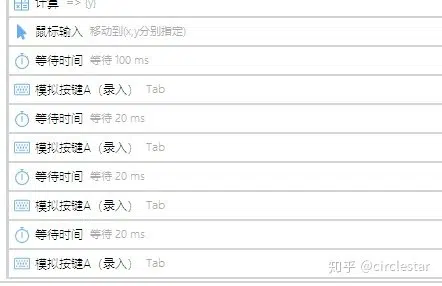 计算 => {y}
鼠标输入 移动到(x,y分别指定)
等待时间 等待 100 ms
模拟按键A（录入） Tab
等待时间 等待 20 ms
模拟按键A（录入） Tab
等待时间 等待 20 ms
模拟按键A（录入） Tab
等待时间 等待 20 ms
模拟按键A（录入） Tab
知乎 @circlestar